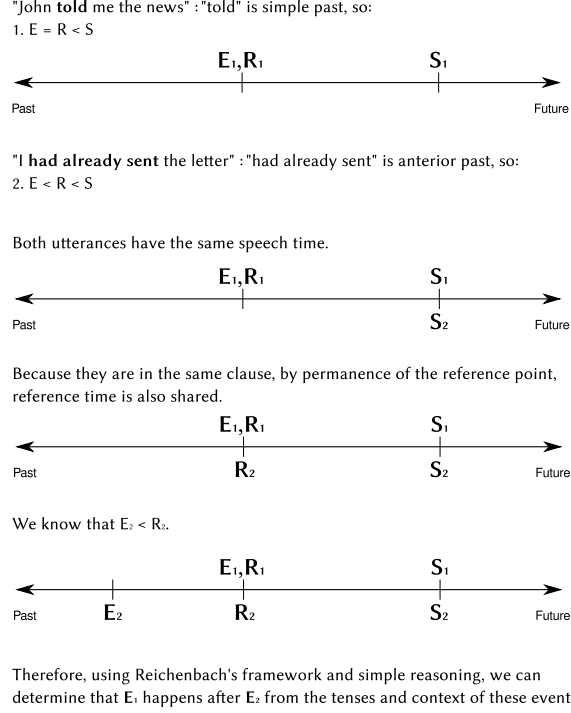 "John told me the news" : "told" is simple past, so:
1. E = R < S
E₁,R₁ S₁
Past Future
"I had already sent the letter" : "had already sent" is anterior past, so:
2. E < R < S
Both utterances have the same speech time.
E₁,R₁ S₁
Past S₂ Future
Because they are in the same clause, by permanence of the reference point,
reference time is also shared.
E₁,R₁ S₁
Past R₂ S₂ Future
We know that E₂ < R₂.
E₁,R₁ S₁
Past E₂ R₂ S₂ Future
Therefore, using Reichenbach's framework and simple reasoning, we can
determine that E₁ happens after E₂ from the tenses and context of these event